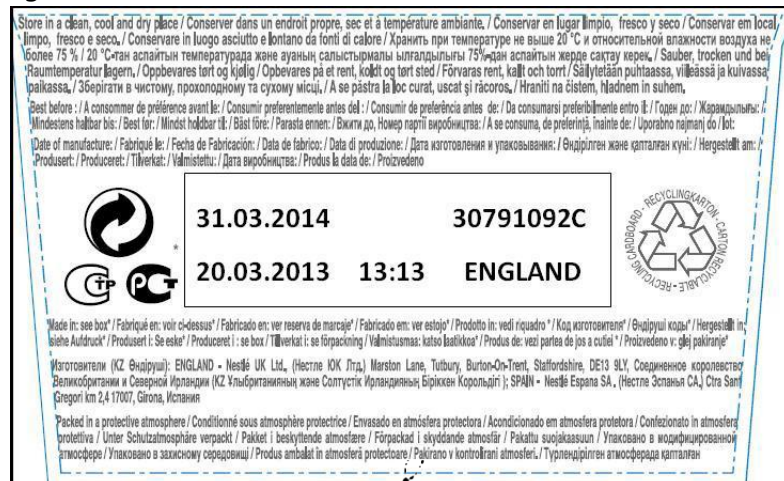 Store in a clean, cool and dry place / Conserver dans un endroit propre, sec et a température ambiante. / Conservar en lugar limpio, fresco y seco / Conservar em local
limpo, fresco e seco. / Conservare in luogo asciutto e lontano da fonti di calore / Хранить при температуре не выше 20 °C и относительной влажности воздуха не
более 75 % / 20 °C-тан аспайтын температурада және ауаның салыстырмалы ылғалдылығы 75%-дан аспайтын жерде сақтау керек. / Sauber, trocken und bei
Raumtemperatur lagern. / Oppbevares tørt og kjølig / Opbevares på et rent, koldt og tørt sted / Förvaras rent, kallt och torrt / Säilytetään puhtaassa, viileässä ja kuivassa
paikassa. / Зберігати в чистому, прохолодному та сухому місці. / A se păstra la loc curat, uscat şi răcoros. / Hraniti na čistem, hladnem in suhem.
Best before : / A consommer de préférence avant le: / Consumir preferentemente antes del : / Consumir de preferência antes de: / Da consumarsi preferibilmente entro il: / Годен до: / Жарамдылығы: /
Mindestens haltbar bis: / Best før: / Mindst holdbar til: / Bäst före: / Parasta ennen: / Вжити до, Номер партії виробництва: / A se consuma, de preferinţă, inainte de: / Uporabno najmanj do / lot:
Date of manufacture: / Fabriqué le: / Fecha de Fabricación: / Data de fabrico: / Data di produzione: / Дата изготовления и упаковывания: / Өндірілген және қапталған күні: / Hergestellt am: /
Produsert: / Produceret: / Tillverkat: / Valmistettu: / Дата виробництва: / Produs la data de: / Proizvedeno
31.03.2014 30791092C
20.03.2013 13:13 ENGLAND
RECYCLINGKARTON - CARTON RECYCLABLE - RECYCLING CARDBOARD -
Made in: see box* / Fabriqué en: voir ci-dessus* / Fabricado en: ver reserva de marcaje* / Fabricado em: ver estojo* / Prodotto in: vedi riquadro * / Код изготовителя* / Өндіруші коды* / Hergestellt in:
siehe Aufdruck* / Produsert i: Se eske* / Produceret i : se box / Tillverkat i: se förpackning / Valmistusmaa: katso laatikkoa* / Produs de: vezi partea de jos a cutiei * / Proizvedeno v: glej pakiranje*
Изготовители (KZ Өндіруші): ENGLAND - Nestlé UK Ltd., (Нестле ЮК Лтд.) Marston Lane, Tutbury, Burton-On-Trent, Staffordshire, DE13 9LY, Соединенное королевство
Великобритании и Северной Ирландии (KZ Ұлыбританияның және Солтүстік Ирландияның Біріккен Корольдігі ); SPAIN - Nestlé Espana SA., (Нестле Эспанья СА,) Ctra Sant
Gregori km 2,4 17007, Girona, Испания
Packed in a protective atmosphere / Conditionné sous atmosphère protectrice / Envasado en atmósfera protectora / Acondicionado em atmosfera protetora / Confezionato in atmosfera
protettiva / Unter Schutzatmosphäre verpackt / Pakket i beskyttende atmosfære / Förpackad i skyddande atmosfär / Pakattu suojakaasuun / Упаковано в модифицированной
атмосфере / Упаковано в захисному середовищі / Produs ambalat in atmosferă protectoare / Pakirano v kontrolirani atmosferi. / Түрлендірілген атмосферада қапталған